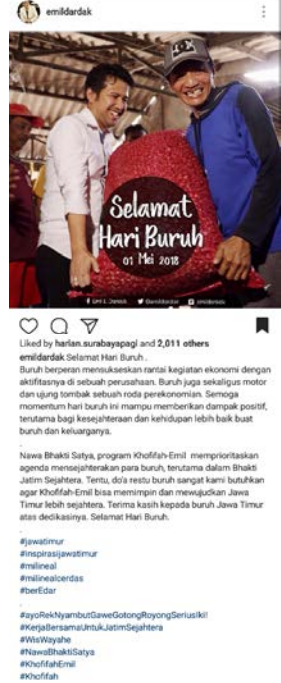 emildardak
Selamat
Hari Buruh
01 Mei 2018
Liked by harian.surabayapagi and 2,011 others
emildardak Selamat Hari Buruh .
Buruh berperan mensukseskan rantai kegiatan ekonomi dengan
aktifitasnya di sebuah perusahaan. Buruh juga sekaligus motor
dan ujung tombak sebuah roda perekonomian. Semoga
momentum hari buruh ini mampu memberikan dampak positif,
terutama bagi kesejahteraan dan kehidupan lebih baik buat
buruh dan keluarganya.
.
Nawa Bhakti Satya, program Khofifah-Emil memprioritaskan
agenda mensejahterakan para buruh, terutama dalam Bhakti
Jatim Sejahtera. Tentu, do'a restu buruh sangat kami butuhkan
agar Khofifah-Emil bisa memimpin dan mewujudkan Jawa
Timur lebih sejahtera. Terima kasih kepada buruh Jawa Timur
atas dedikasinya. Selamat Hari Buruh.
.
#jawatimur
#inspirasijawatimur
#milineal
#milinealcerdas
#berEdar
.
#ayoRekNyambutGaweGotongRoyongSeriusIki!
#KerjaBersamaUntukJatimSejahtera
#WisWayahe
#NawaBhaktiSatya
#KhofifahEmil
#Khofifah